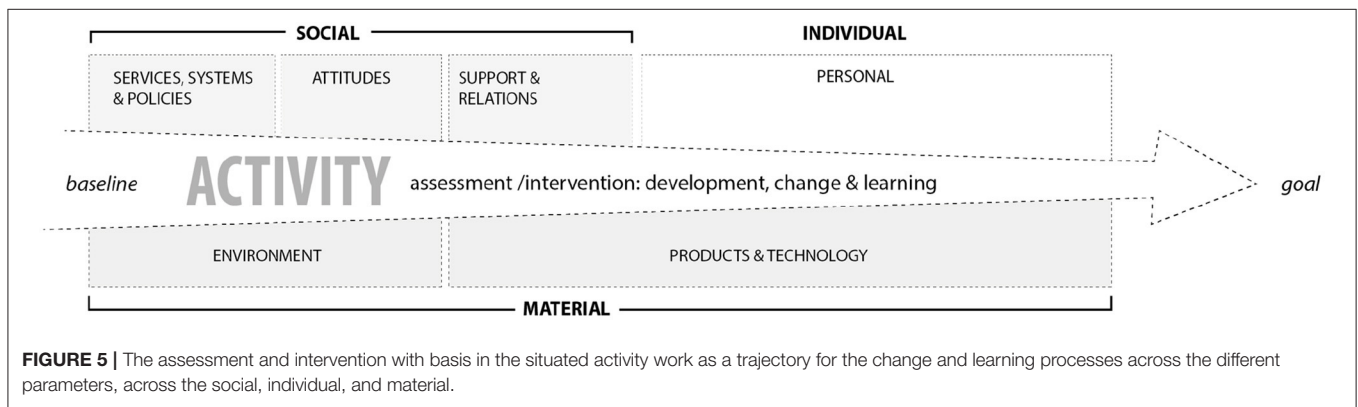 SOCIAL
INDIVIDUAL
SERVICES, SYSTEMS
& POLICIES
ATTITUDES
SUPPORT &
RELATIONS
PERSONAL
baseline
ACTIVITY
assessment /intervention: development, change & learning
goal
ENVIRONMENT
PRODUCTS & TECHNOLOGY
MATERIAL
FIGURE 5 | The assessment and intervention with basis in the situated activity work as a trajectory for the change and learning processes across the different
parameters, across the social, individual, and material.